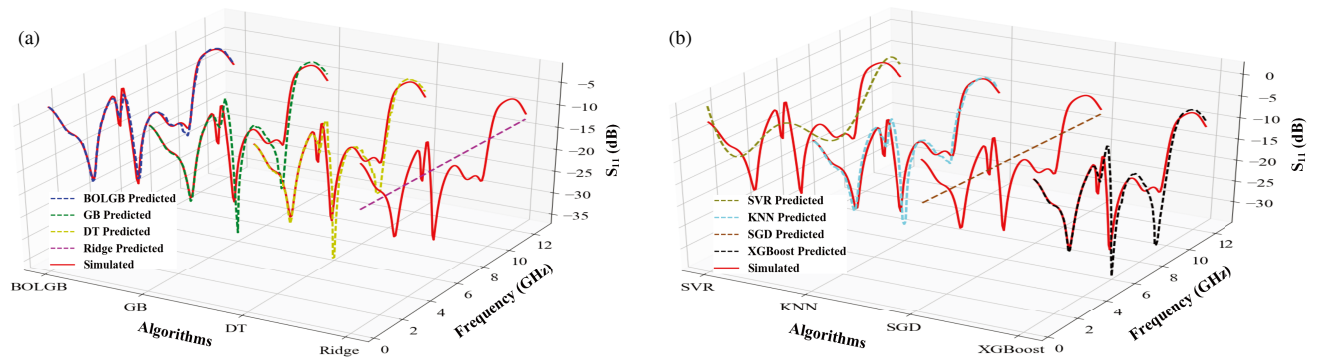 (a)
BOLGB Predicted
GB Predicted
DT Predicted
Ridge Predicted
Simulated
BOLGB
GB
DT
Ridge
Algorithms
0
2
4
6
8
10
12
Frequency (GHz)
−5
−10
−15
−20
−25
−30
−35
S₁₁ (dB)
(b)
SVR Predicted
KNN Predicted
SGD Predicted
XGBoost Predicted
Simulated
SVR
KNN
SGD
XGBoost
Algorithms
0
2
4
6
8
10
12
Frequency (GHz)
0
−5
−10
−15
−20
−25
−30
S₁₁ (dB)